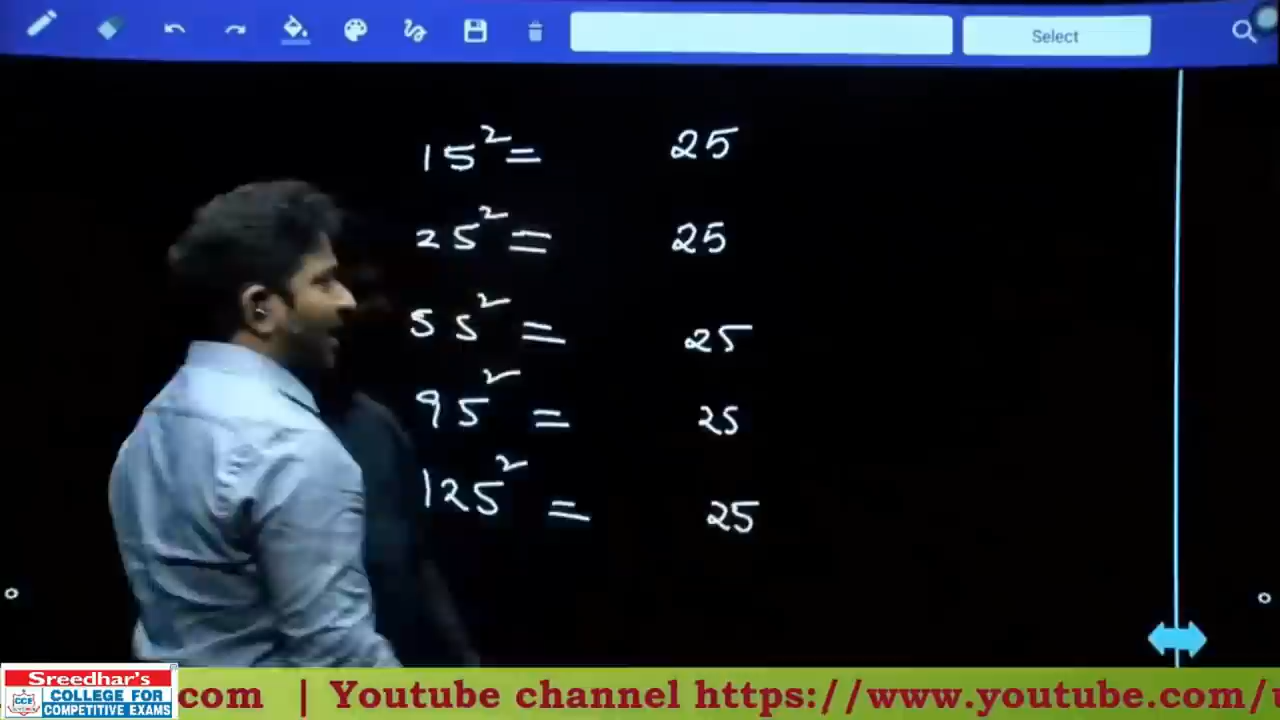 Select
15² = 25
25² = 25
55² = 25
95² = 25
125² = 25
Sreedhar's
CCE
COLLEGE FOR
COMPETITIVE EXAMS
.com | Youtube channel https://www.youtube.com/u